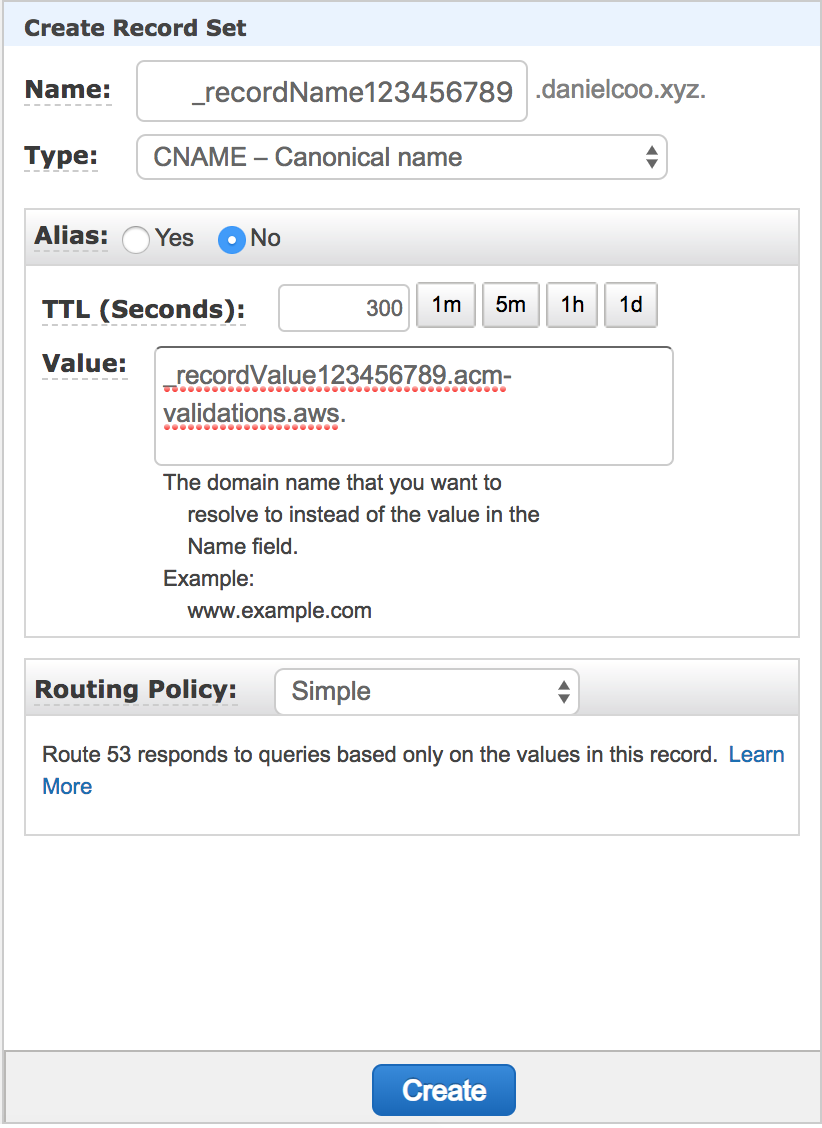 Create Record Set
Name: _recordName123456789 .danielcoo.xyz.
Type: CNAME – Canonical name
Alias: Yes No
TTL (Seconds): 300 1m 5m 1h 1d
Value: _recordValue123456789.acm-
validations.aws.
The domain name that you want to
resolve to instead of the value in the
Name field.
Example:
www.example.com
Routing Policy: Simple
Route 53 responds to queries based only on the values in this record. Learn
More
Create